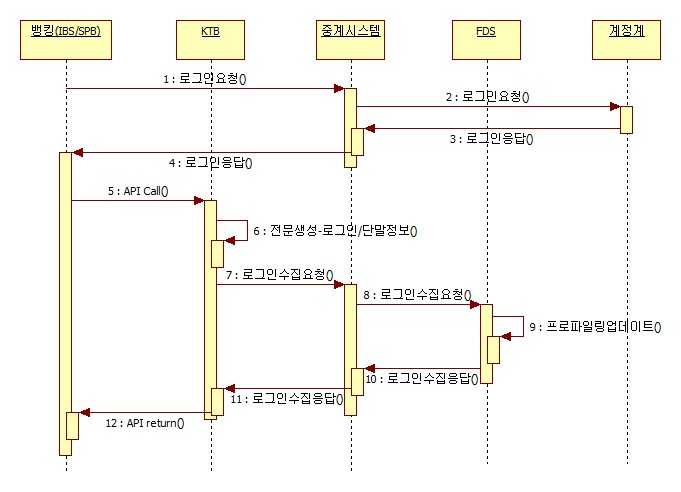 뱅킹(IBS/SPB)
KTB
중계시스템
FDS
계정계
1 : 로그인요청()
2 : 로그인요청()
3 : 로그인응답()
4 : 로그인응답()
5 : API Call()
6 : 전문생성-로그인/단말정보()
7 : 로그인수집요청()
8 : 로그인수집요청()
9 : 프로파일링업데이트()
10 : 로그인수집응답()
11 : 로그인수집응답()
12 : API return()